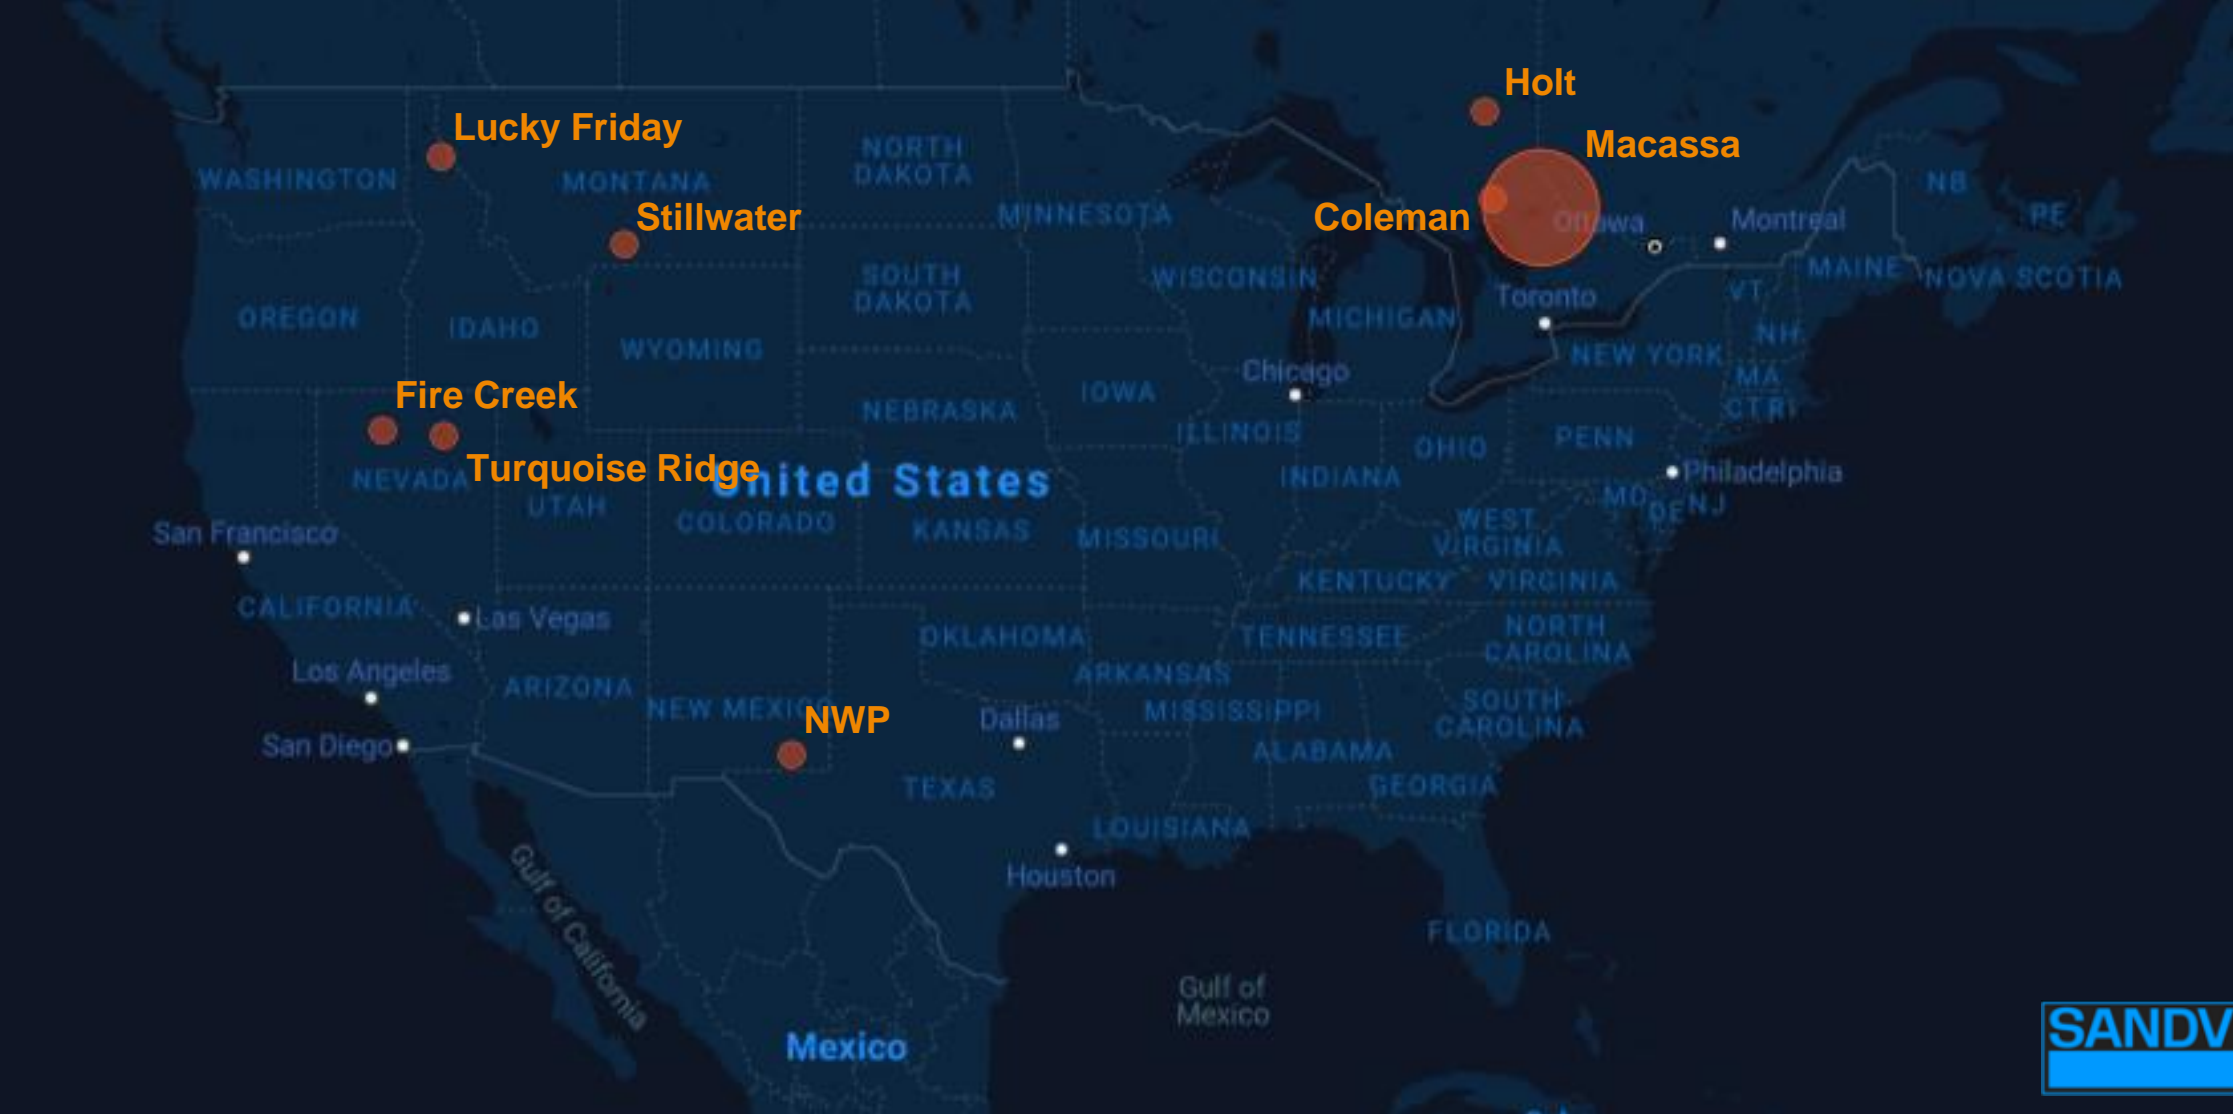 Holt
Lucky Friday
Macassa
NORTH
DAKOTA
WASHINGTON
MONTANA
NB
Stillwater
MINNESOTA
Coleman
Montreal
PE
SOUTH
DAKOTA
WISCONSIN
MAINE
NOVA SCOTIA
VT
Toronto
OREGON
IDAHO
MICHIGAN
NH
WYOMING
NEW YORK
Chicago
MA
Fire Creek
IOWA
NEBRASKA
CT RI
ILLINOIS
OHIO
PENN
Turquoise Ridge
NEVADA
United States
INDIANA
Philadelphia
UTAH
MD
DE
NJ
COLORADO
KANSAS
MISSOURI
WEST
VIRGINIA
San Francisco
KENTUCKY
VIRGINIA
CALIFORNIA
Las Vegas
OKLAHOMA
TENNESSEE
NORTH
CAROLINA
Los Angeles
ARIZONA
ARKANSAS
NEW MEXICO
NWP
Dallas
MISSISSIPPI
SOUTH
CAROLINA
San Diego
ALABAMA
TEXAS
GEORGIA
LOUISIANA
Houston
Gulf of California
FLORIDA
Gulf of
Mexico
Mexico
SANDV